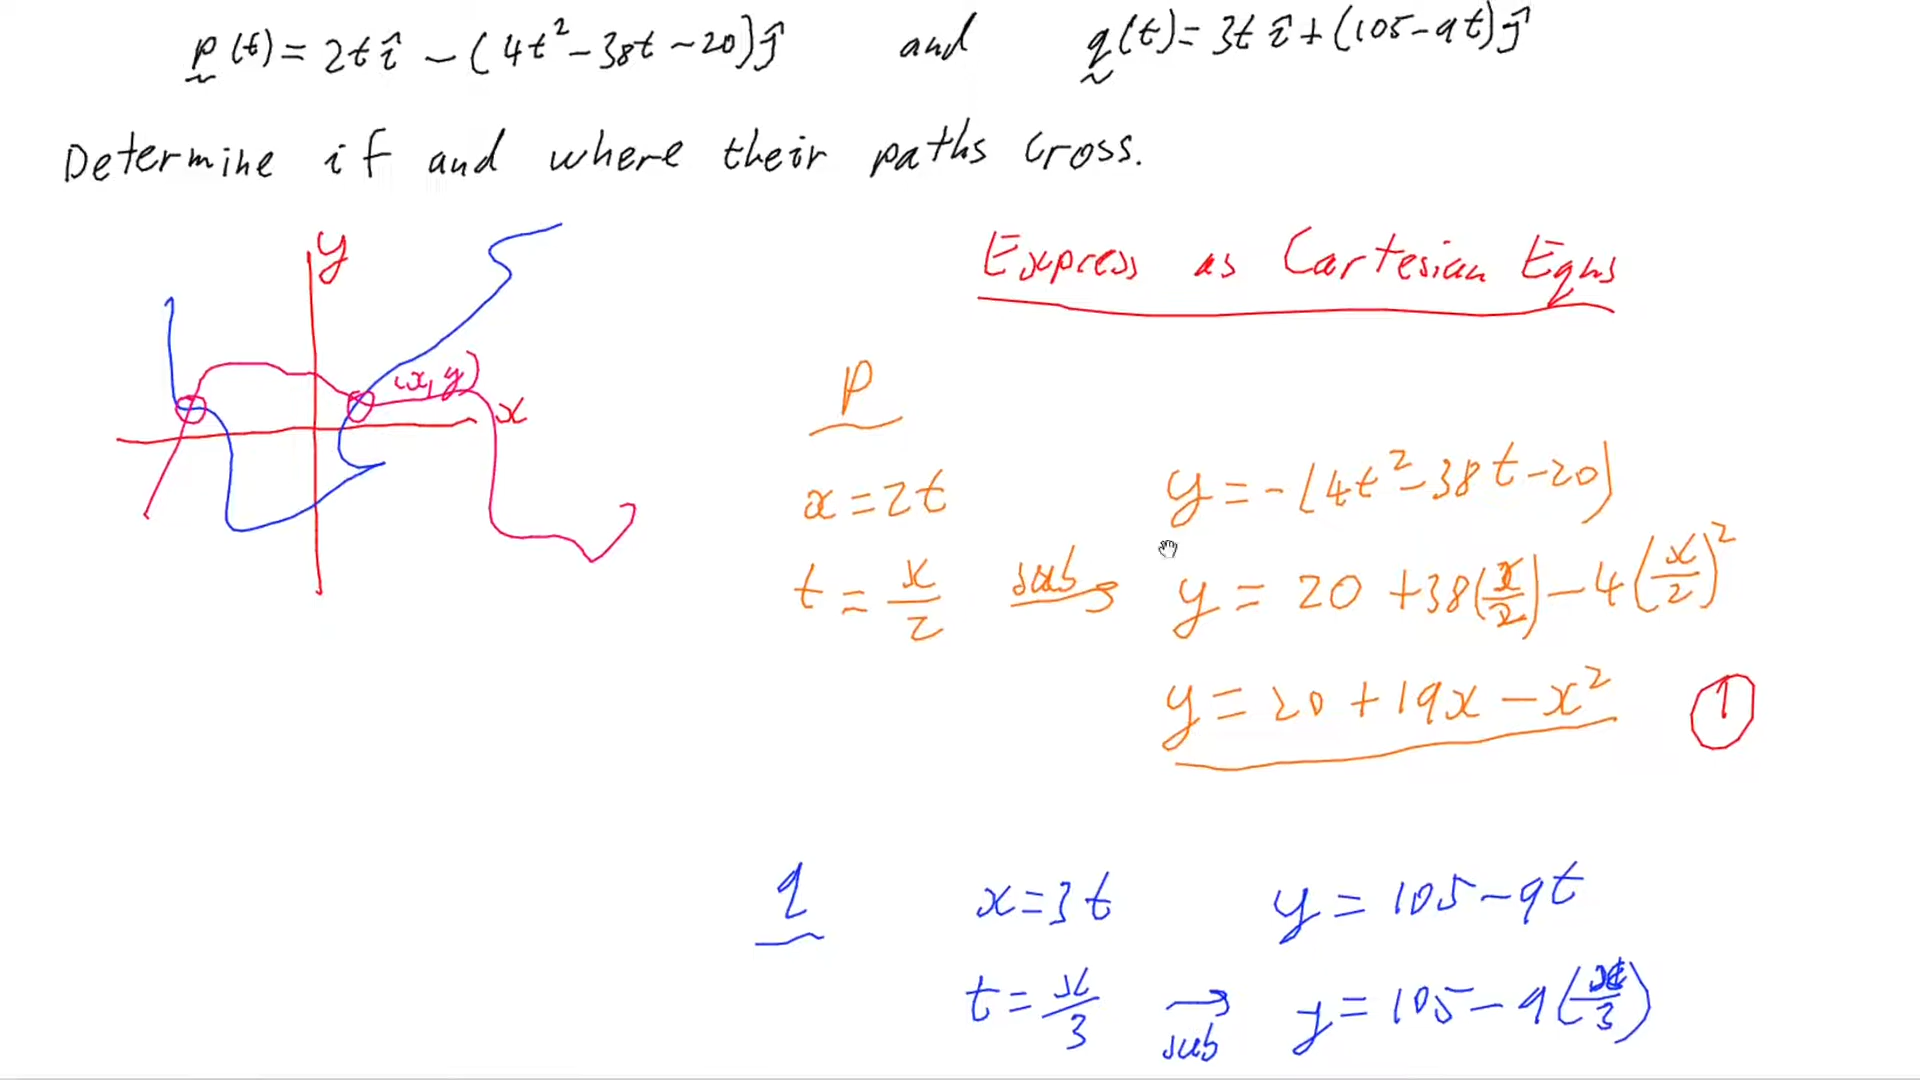 p(t) = 2t î − (4t² − 38t − 20) ĵ and q(t) = 3t î + (105 − 9t) ĵ
Determine if and where their paths cross.
y
(x, y)
x
Express as Cartesian Eqns
p
x = 2t y = −(4t² − 38t − 20)
t = x/2 sub → y = 20 + 38(x/2) − 4(x/2)²
y = 20 + 19x − x² ①
q x = 3t y = 105 − 9t
t = x/3 → sub y = 105 − 9(x/3)